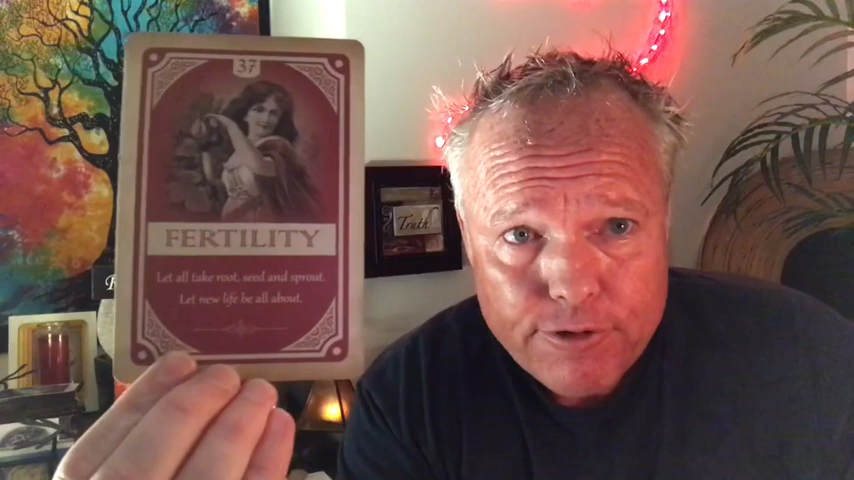 37
FERTILITY
Let all take root, seed and sprout.
Let new life be all about.
Truth